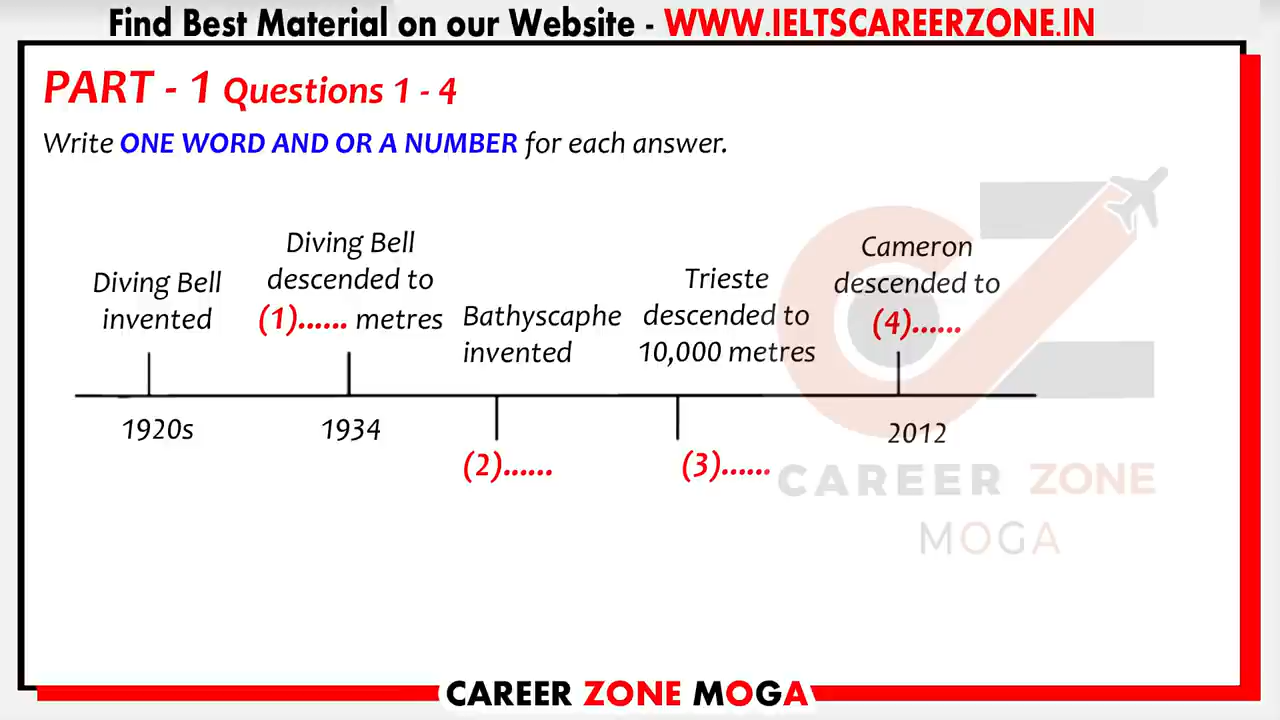 Find Best Material on our Website - WWW.IELTSCAREERZONE.IN
PART - 1 Questions 1 - 4
Write ONE WORD AND OR A NUMBER for each answer.
Diving Bell
invented
Diving Bell
descended to
(1)...... metres
Bathyscaphe
invented
Trieste
descended to
10,000 metres
Cameron
descended to
(4)......
1920s
1934
(2)......
(3)......
2012
CAREER ZONE
MOGA
CAREER ZONE MOGA